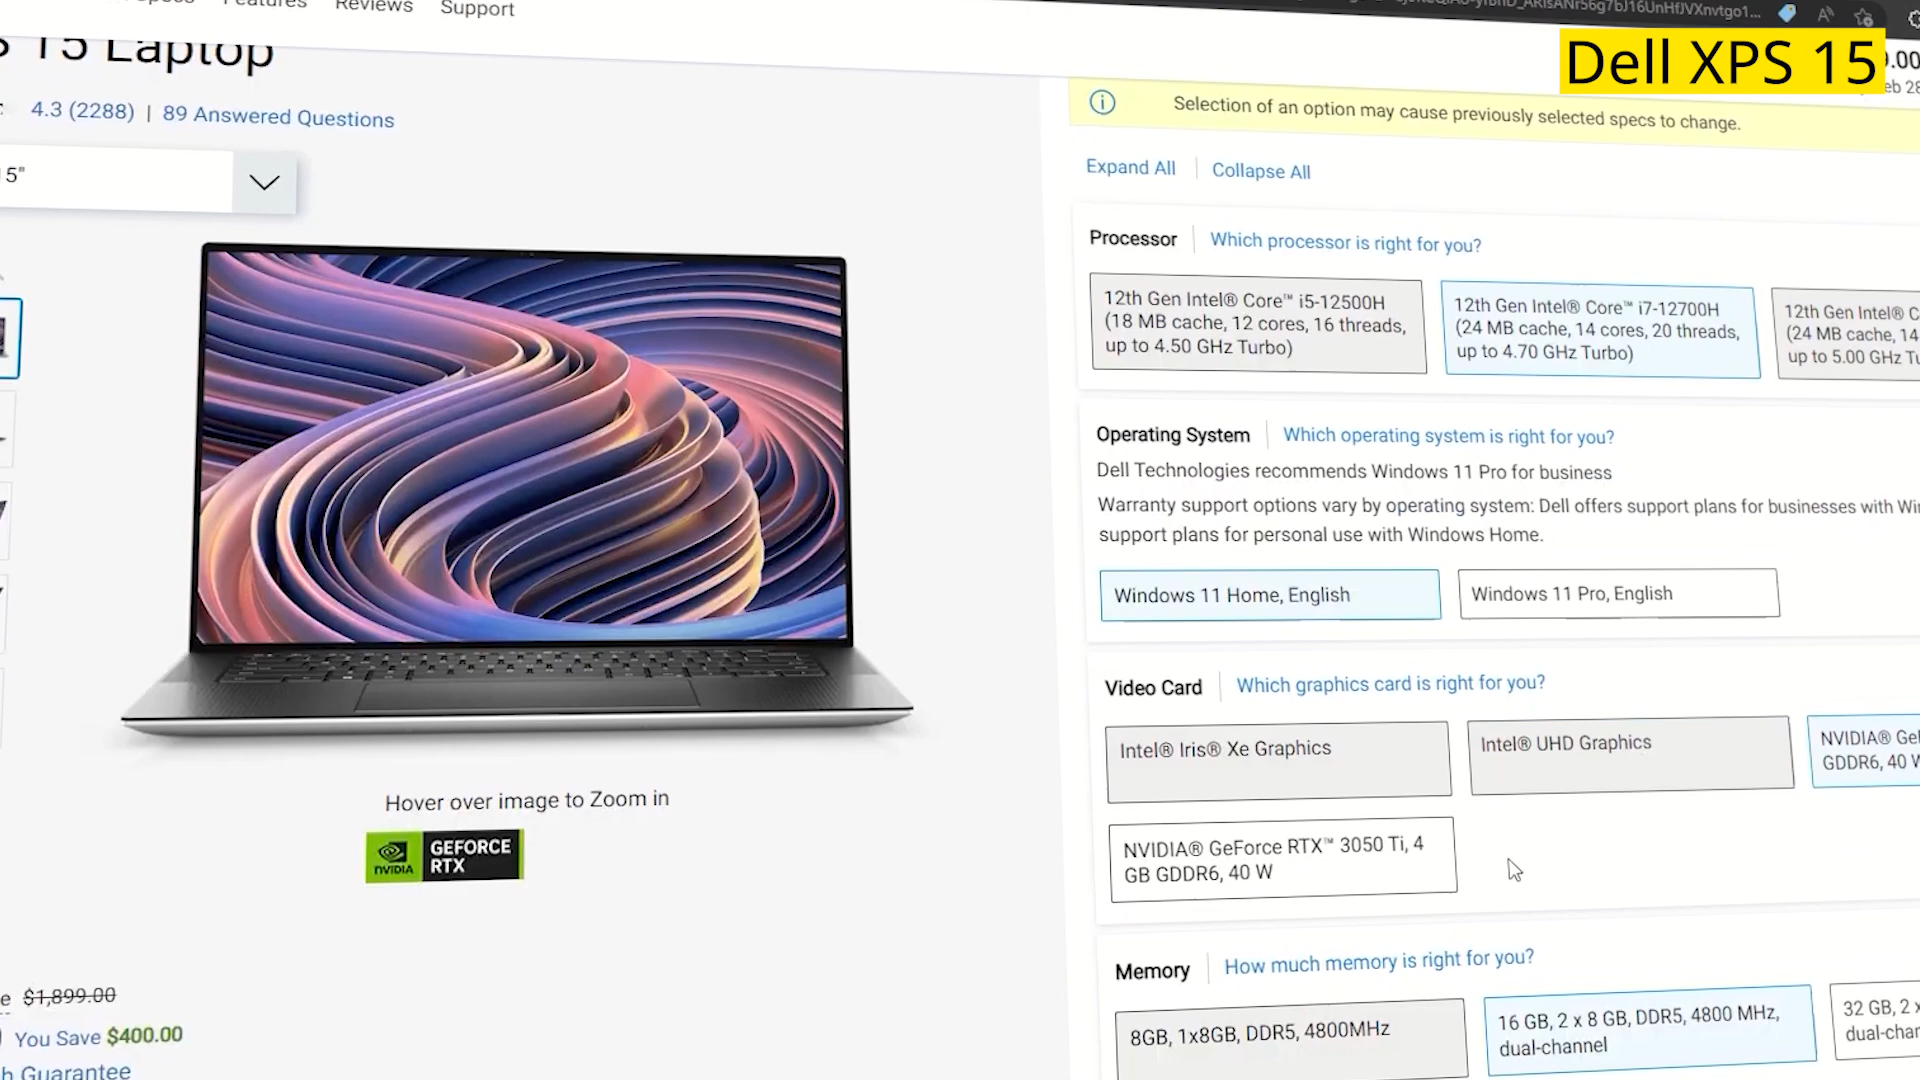 Features
Reviews
Support
Dell XPS 15
15 Laptop
4.3 (2288) | 89 Answered Questions
Selection of an option may cause previously selected specs to change.
Expand All
Collapse All
15"
Processor
Which processor is right for you?
12th Gen Intel® Core™ i5-12500H
(18 MB cache, 12 cores, 16 threads,
up to 4.50 GHz Turbo)
12th Gen Intel® Core™ i7-12700H
(24 MB cache, 14 cores, 20 threads,
up to 4.70 GHz Turbo)
12th Gen Intel®
(24 MB cache, 14
up to 5.00 GHz
Operating System
Which operating system is right for you?
Dell Technologies recommends Windows 11 Pro for business
Warranty support options vary by operating system: Dell offers support plans for businesses with
support plans for personal use with Windows Home.
Windows 11 Home, English
Windows 11 Pro, English
Video Card
Which graphics card is right for you?
Intel® Iris® Xe Graphics
Intel® UHD Graphics
NVIDIA®
GDDR6, 40
NVIDIA® GeForce RTX™ 3050 Ti, 4
GB GDDR6, 40 W
Hover over image to Zoom in
NVIDIA
GEFORCE
RTX
Memory
How much memory is right for you?
8GB, 1x8GB, DDR5, 4800MHz
16 GB, 2 x 8 GB, DDR5, 4800 MHz,
dual-channel
32 GB, 2 x
$1,899.00
You Save $400.00
Guarantee